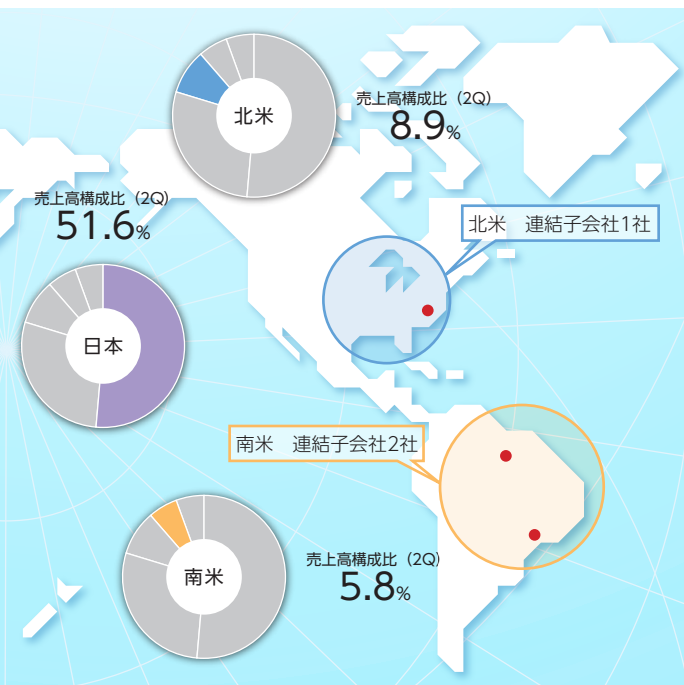 北米
売上高構成比（2Q）
8.9%
売上高構成比（2Q）
51.6%
日本
北米　連結子会社1社
南米　連結子会社2社
南米
売上高構成比（2Q）
5.8%